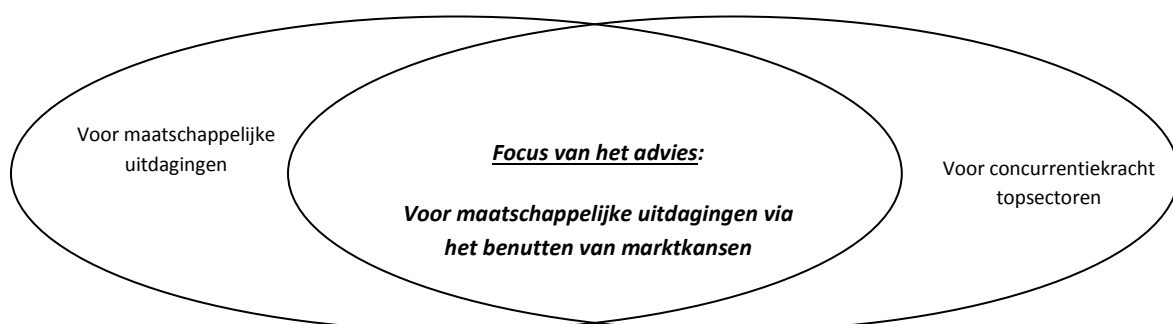 Voor maatschappelijke
uitdagingen
Focus van het advies:
Voor maatschappelijke uitdagingen via
het benutten van marktkansen
Voor concurrentiekracht
topsectoren